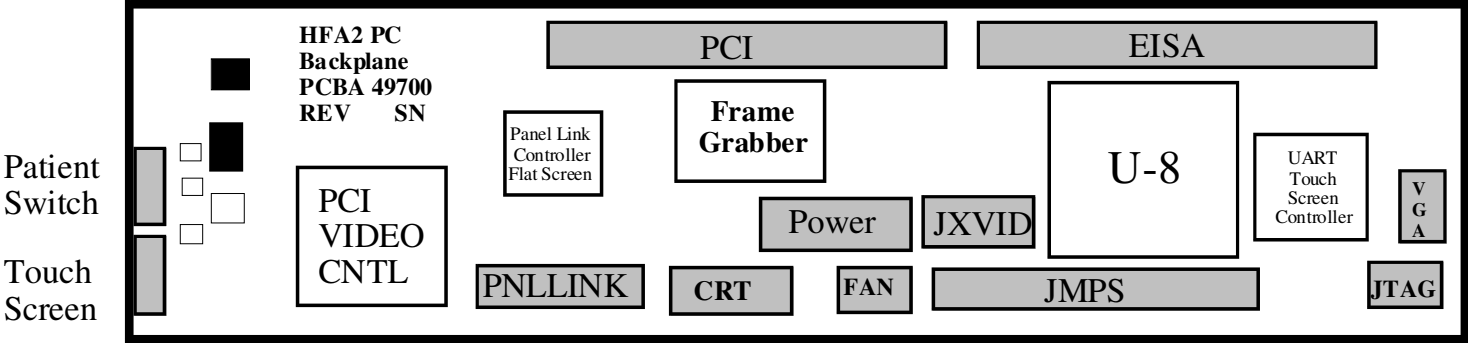 HFA2 PC
Backplane
PCBA 49700
REV SN
PCI
EISA
Panel Link
Controller
Flat Screen
Frame
Grabber
U-8
UART
Touch
Screen
Controller
Patient
Switch
PCI
VIDEO
CNTL
Power
JXVID
V
G
A
Touch
Screen
PNLLINK
CRT
FAN
JMPS
JTAG